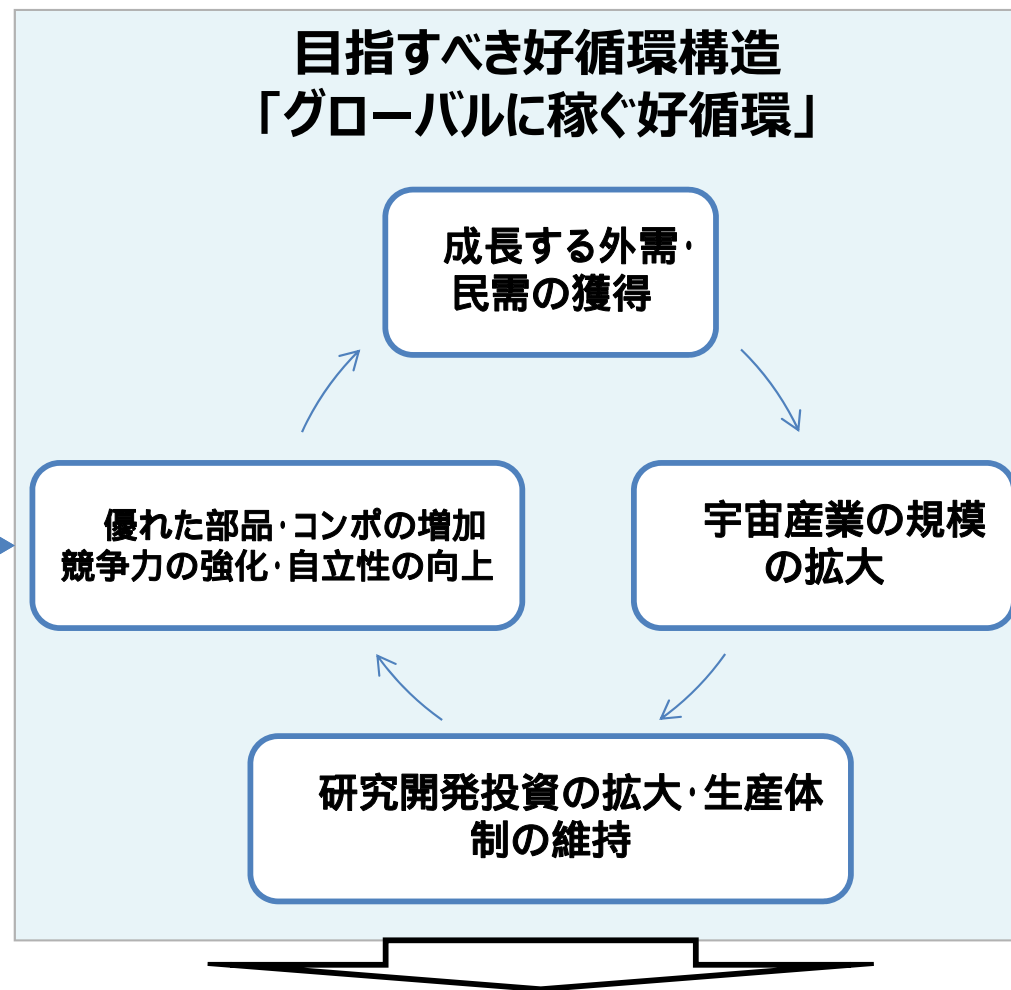 目指すべき好循環構造
「グローバルに稼ぐ好循環」
成長する外需・
民需の獲得
優れた部品・コンポの増加
競争力の強化・自立性の向上
宇宙産業の規模
の拡大
研究開発投資の拡大・生産体
制の維持